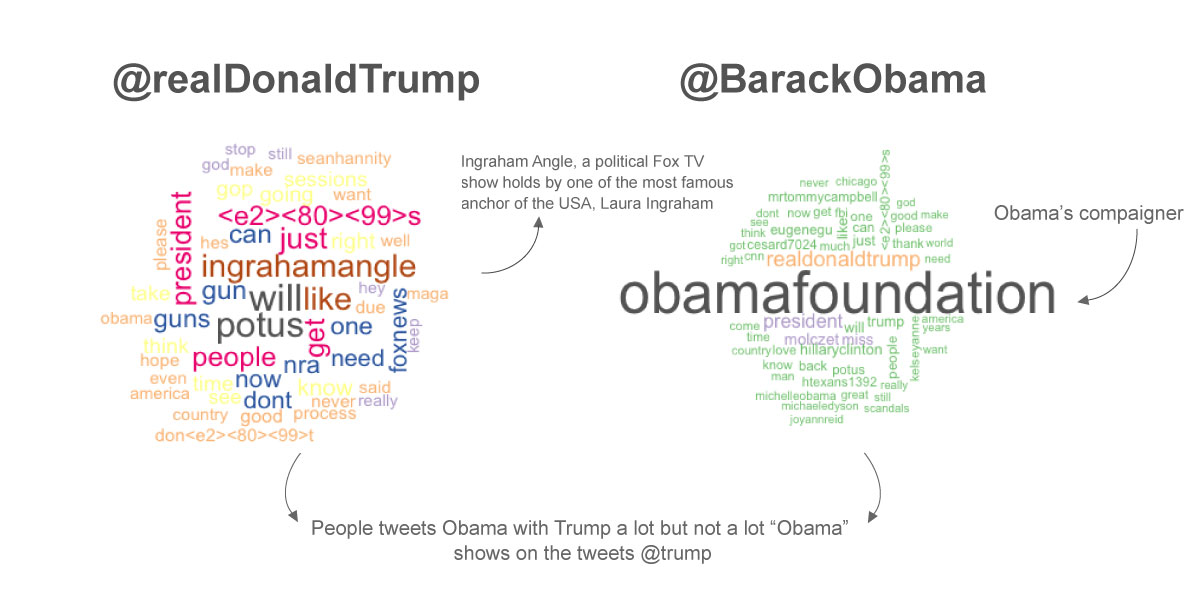 @realDonaldTrump
@BarackObama
stop
still
seanhannity
god
make
sessions
gop
going
want
<e2><80><99>s
president
please
hes
can
just
right
well
ingrahamangle
take
gun
will
like
hey
maga
due
obama
guns
potus
get
one
foxnews
keep
think
people
nra
need
hope
even
time
now
know
said
america
see
dont
never
really
country
good
process
don<e2><80><99>t
Ingraham Angle, a political Fox TV
show holds by one of the most famous
anchor of the USA, Laura Ingraham
<e2><80><99>s
never
chicago
mrtommycampbell
god
dont
now
get
fbi
one
good
make
see
like
think
eugenegu
can
please
got
cesard7024
much
just
thank
world
right
cnn
realdonaldtrump
need
obamafoundation
come
president
will
trump
america
time
molczet
miss
years
country
love
hillaryclinton
people
kelseyanne
want
know
back
potus
man
htexans1392
really
michelleobama
great
still
michaeledyson
scandals
joyannreid
Obama’s compaigner
People tweets Obama with Trump a lot but not a lot “Obama”
shows on the tweets @trump